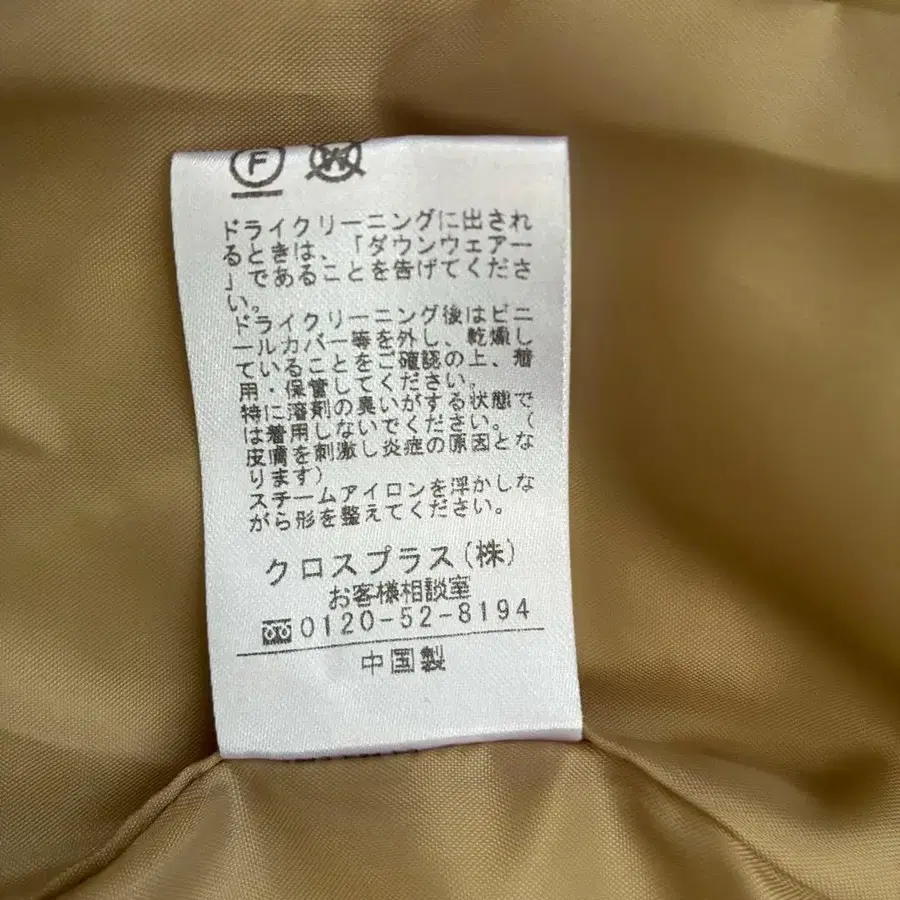 F W
ドライクリーニングに出され
るときは、「ダウンウェアー
」であることを告げてくださ
い。
ドライクリーニング後はビニ
ールカバー等を外し、乾燥し
ていることをご確認の上、着
用・保管してください。
特に溶剤の異いがする状態で
は着用しないでください。(
皮膚を刺激し炎症の原因とな
ります)
スチームアイロンを浮かしな
がら形を整えてください。
クロスプラス(株)
お客様相談室
0120-52-8194
中国製